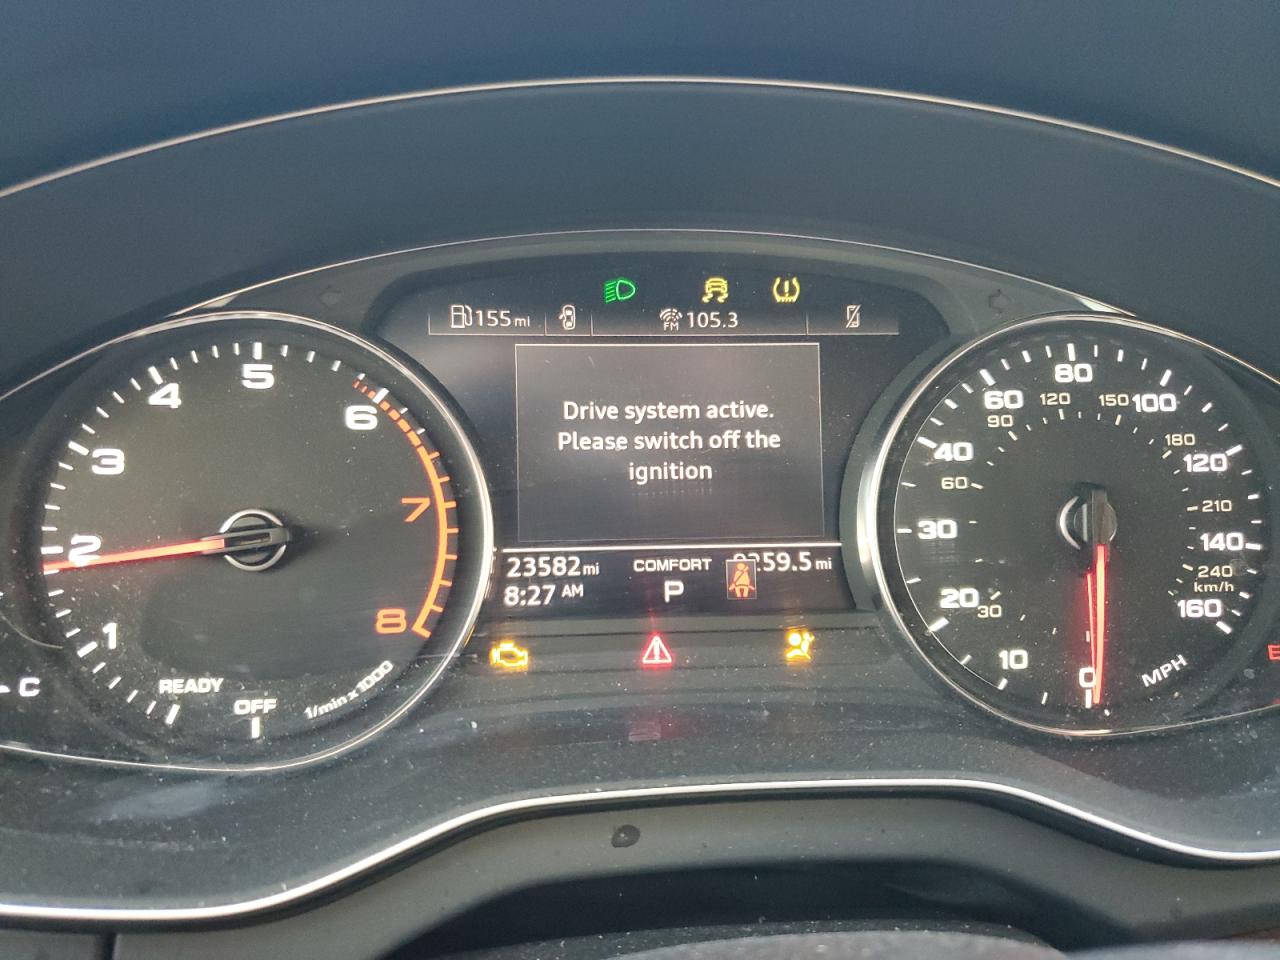 155 mi
FM 105.3
Drive system active.
Please switch off the
ignition
23582 mi
COMFORT
259.5 mi
8:27 AM
P
1
2
3
4
5
6
7
8
READY
OFF
1/min x 1000
C
0
10
20
30
40
60
80
100
120
140
160
MPH
30
60
90
120
150
180
210
240
km/h
E